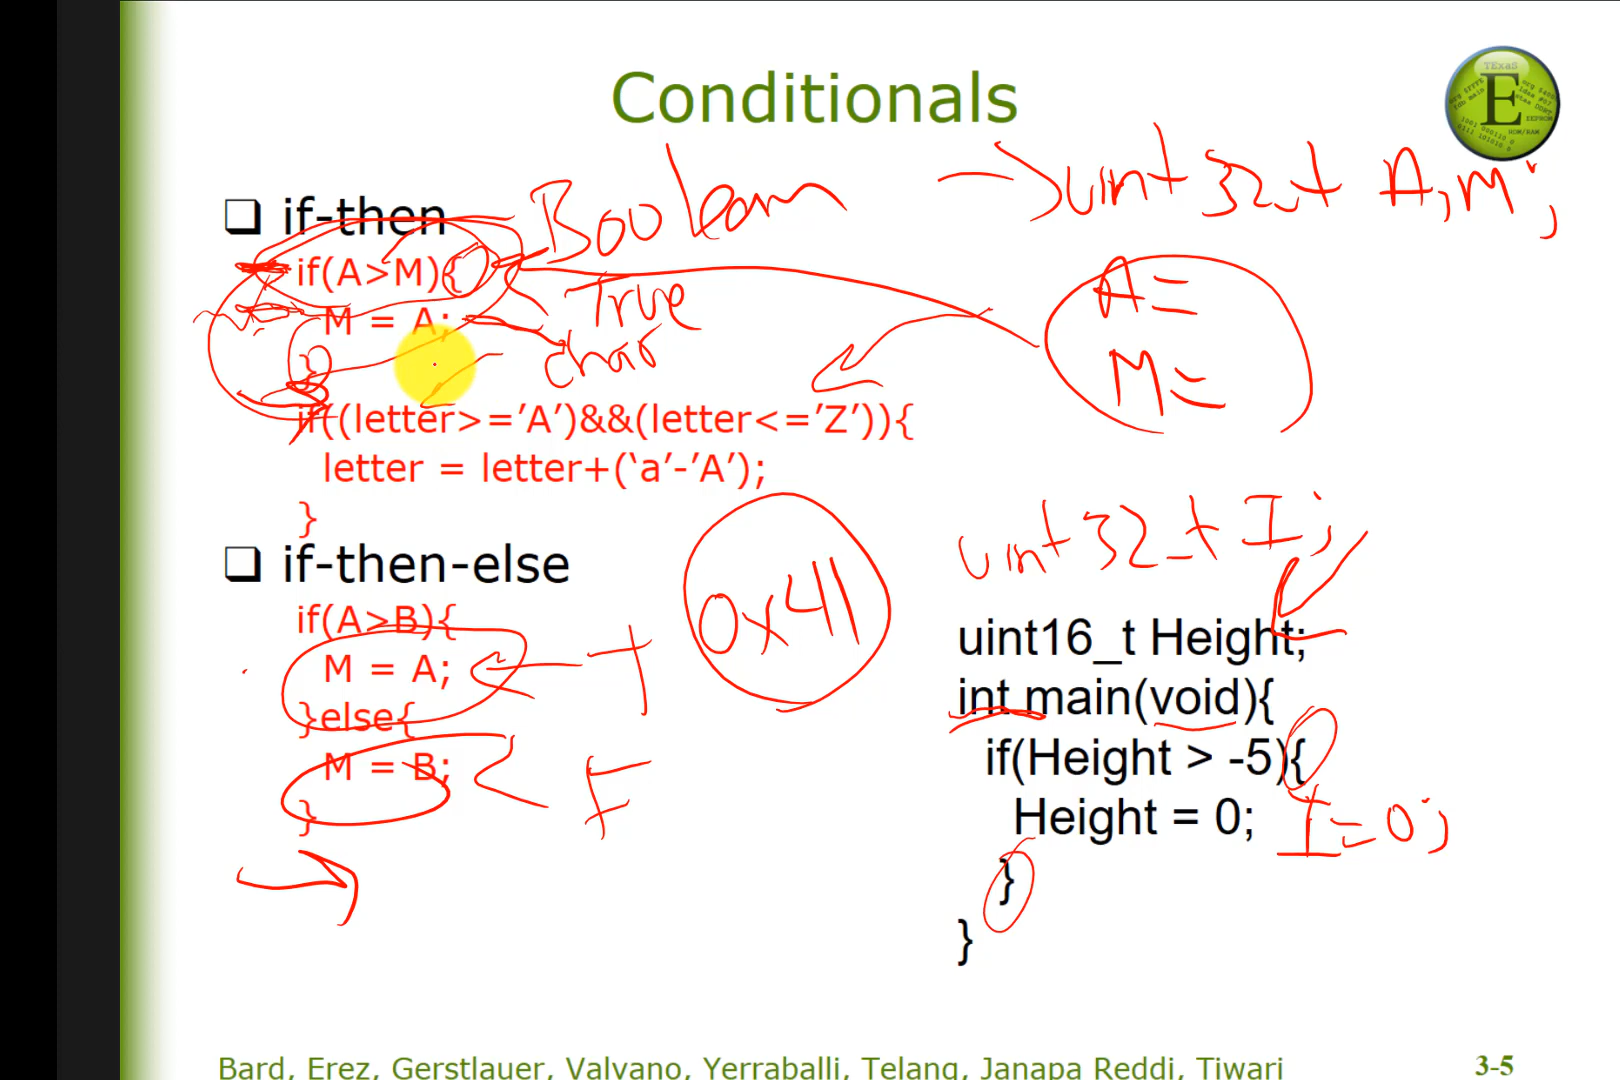 Conditionals
TExaS
E
❑ if-then
Boolean
uint32_t A,M;
if(A>M){
M = A;
}
True
char
A=
M=
if((letter>=’A’)&&(letter<=’Z’)){
letter = letter+(‘a’-’A’);
}
❑ if-then-else
if(A>B){
M = A;
}else{
M = B;
}
T
F
0x41
uint32_t I;
uint16_t Height;
int main(void){
if(Height > -5){
Height = 0; I=0;
}
}
Bard, Erez, Gerstlauer, Valvano, Yerraballi, Telang, Janapa Reddi, Tiwari
3-5